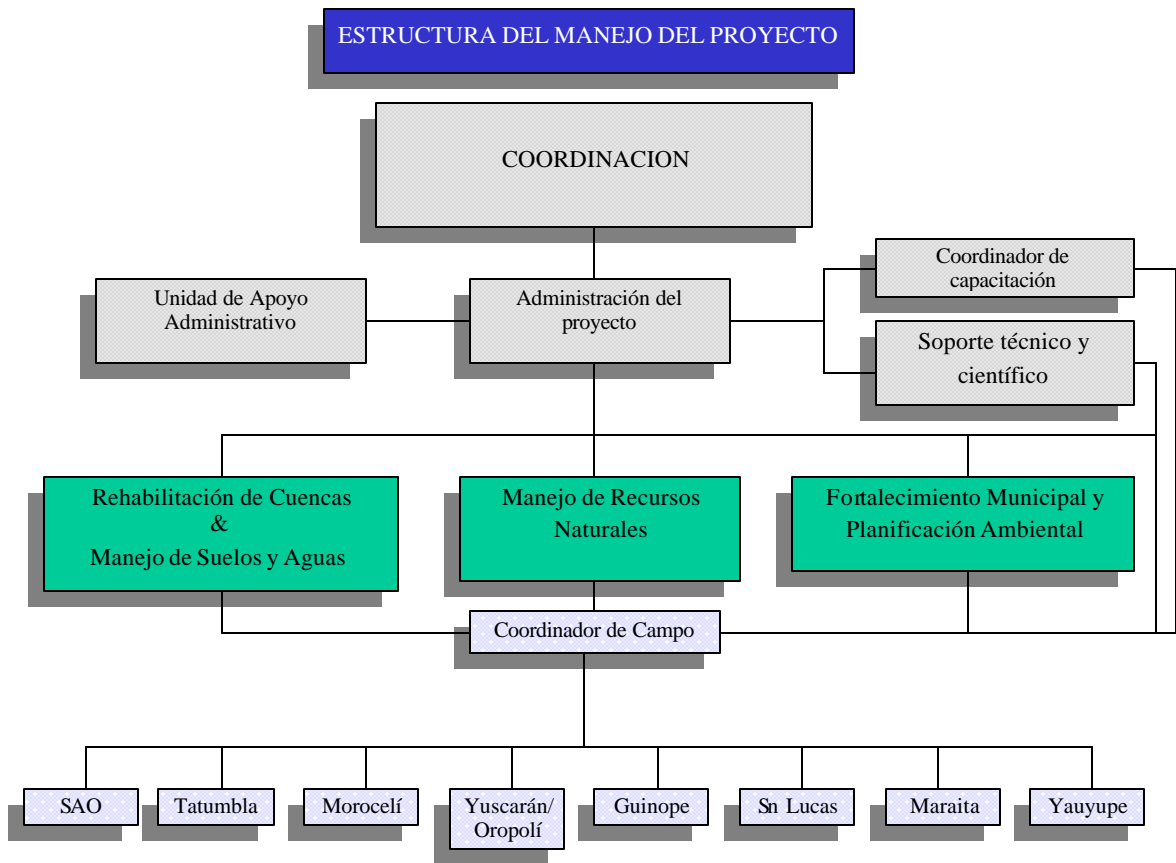 ESTRUCTURA DEL MANEJO DEL PROYECTO
COORDINACION
Unidad de Apoyo
Administrativo
Administración del
proyecto
Coordinador de
capacitación
Soporte técnico y
científico
Rehabilitación de Cuencas
&
Manejo de Suelos y Aguas
Manejo de Recursos
Naturales
Fortalecimiento Municipal y
Planificación Ambiental
Coordinador de Campo
SAO
Tatumbla
Morocelí
Yuscarán/
Oropolí
Guinope
Sn Lucas
Maraita
Yauyupe